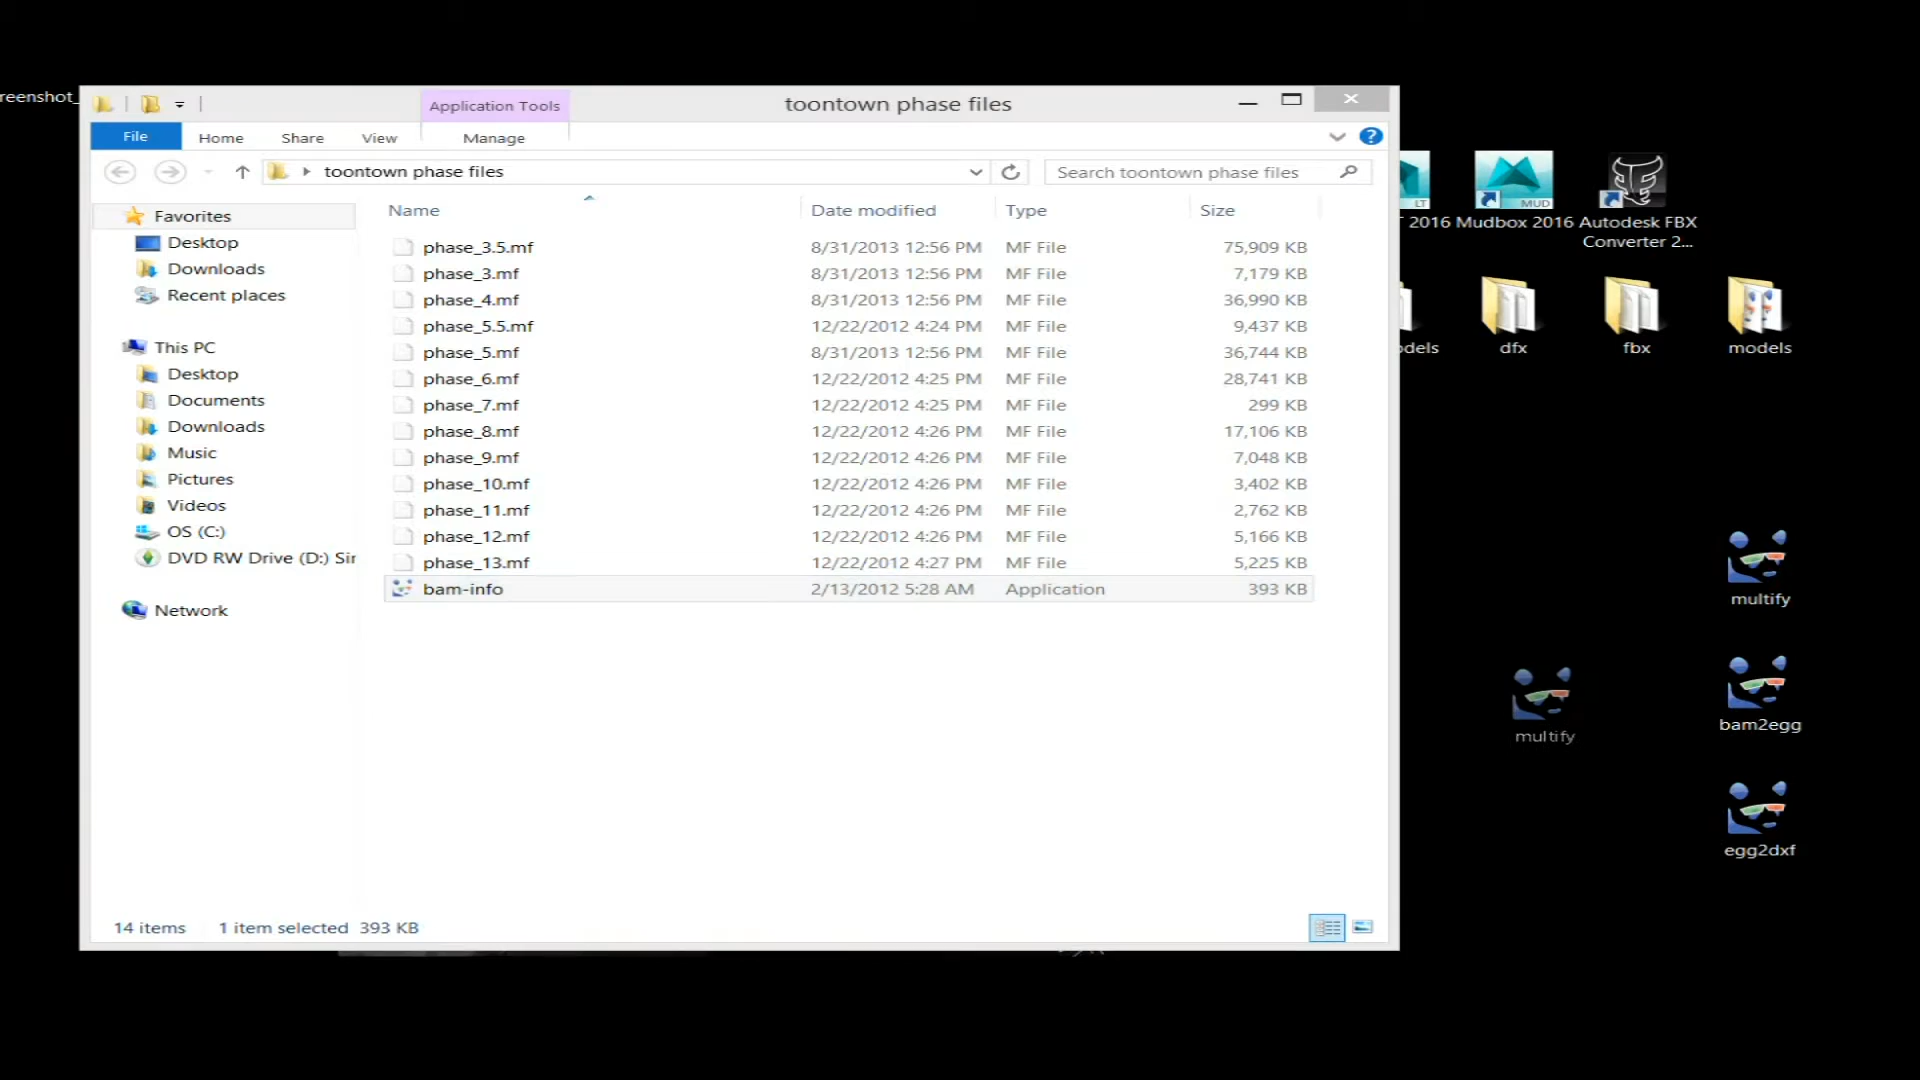 reenshot_
Application Tools
toontown phase files
File
Home
Share
View
Manage
toontown phase files
Search toontown phase files
Favorites
Desktop
Downloads
Recent places
This PC
Desktop
Documents
Downloads
Music
Pictures
Videos
OS (C:)
DVD RW Drive (D:) Sir
Network
Name Date modified Type Size
phase_3.5.mf 8/31/2013 12:56 PM MF File 75,909 KB
phase_3.mf 8/31/2013 12:56 PM MF File 7,179 KB
phase_4.mf 8/31/2013 12:56 PM MF File 36,990 KB
phase_5.5.mf 12/22/2012 4:24 PM MF File 9,437 KB
phase_5.mf 8/31/2013 12:56 PM MF File 36,744 KB
phase_6.mf 12/22/2012 4:25 PM MF File 28,741 KB
phase_7.mf 12/22/2012 4:25 PM MF File 299 KB
phase_8.mf 12/22/2012 4:26 PM MF File 17,106 KB
phase_9.mf 12/22/2012 4:26 PM MF File 7,048 KB
phase_10.mf 12/22/2012 4:26 PM MF File 3,402 KB
phase_11.mf 12/22/2012 4:26 PM MF File 2,762 KB
phase_12.mf 12/22/2012 4:26 PM MF File 5,166 KB
phase_13.mf 12/22/2012 4:27 PM MF File 5,225 KB
bam-info 2/13/2012 5:28 AM Application 393 KB
14 items 1 item selected 393 KB
LT
MUD
T 2016
Mudbox 2016
Autodesk FBX
Converter 2...
odels
dfx
fbx
models
multify
multify
bam2egg
egg2dxf